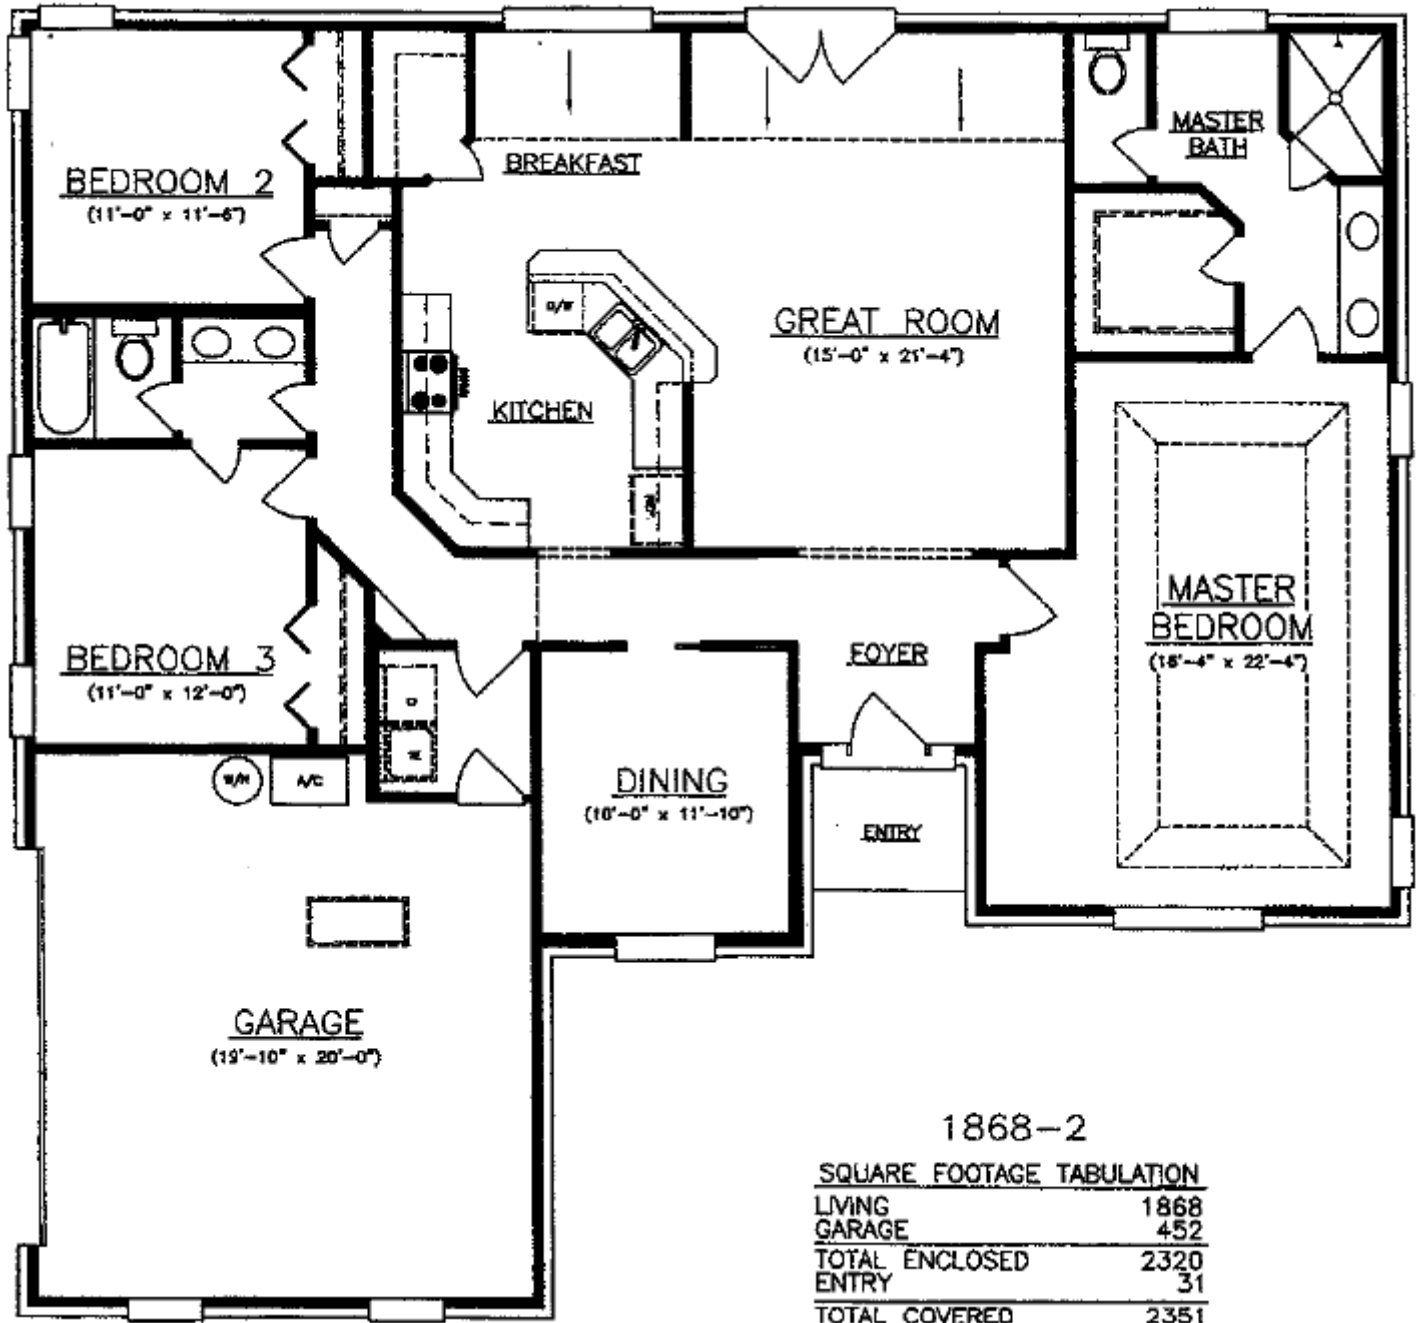 MASTER
BATH
BREAKFAST
BEDROOM 2
(11'-0" x 11'-6")
D/W
GREAT ROOM
(15'-0" x 21'-4")
KITCHEN
MASTER
BEDROOM
(16'-4" x 22'-4")
FOYER
BEDROOM 3
(11'-0" x 12'-0")
D
W
W/H
A/C
DINING
(10'-0" x 11'-10")
ENTRY
GARAGE
(19'-10" x 20'-0")
1868-2
SQUARE FOOTAGE TABULATION
LIVING 1868
GARAGE 452
TOTAL ENCLOSED 2320
ENTRY 31
TOTAL COVERED 2351